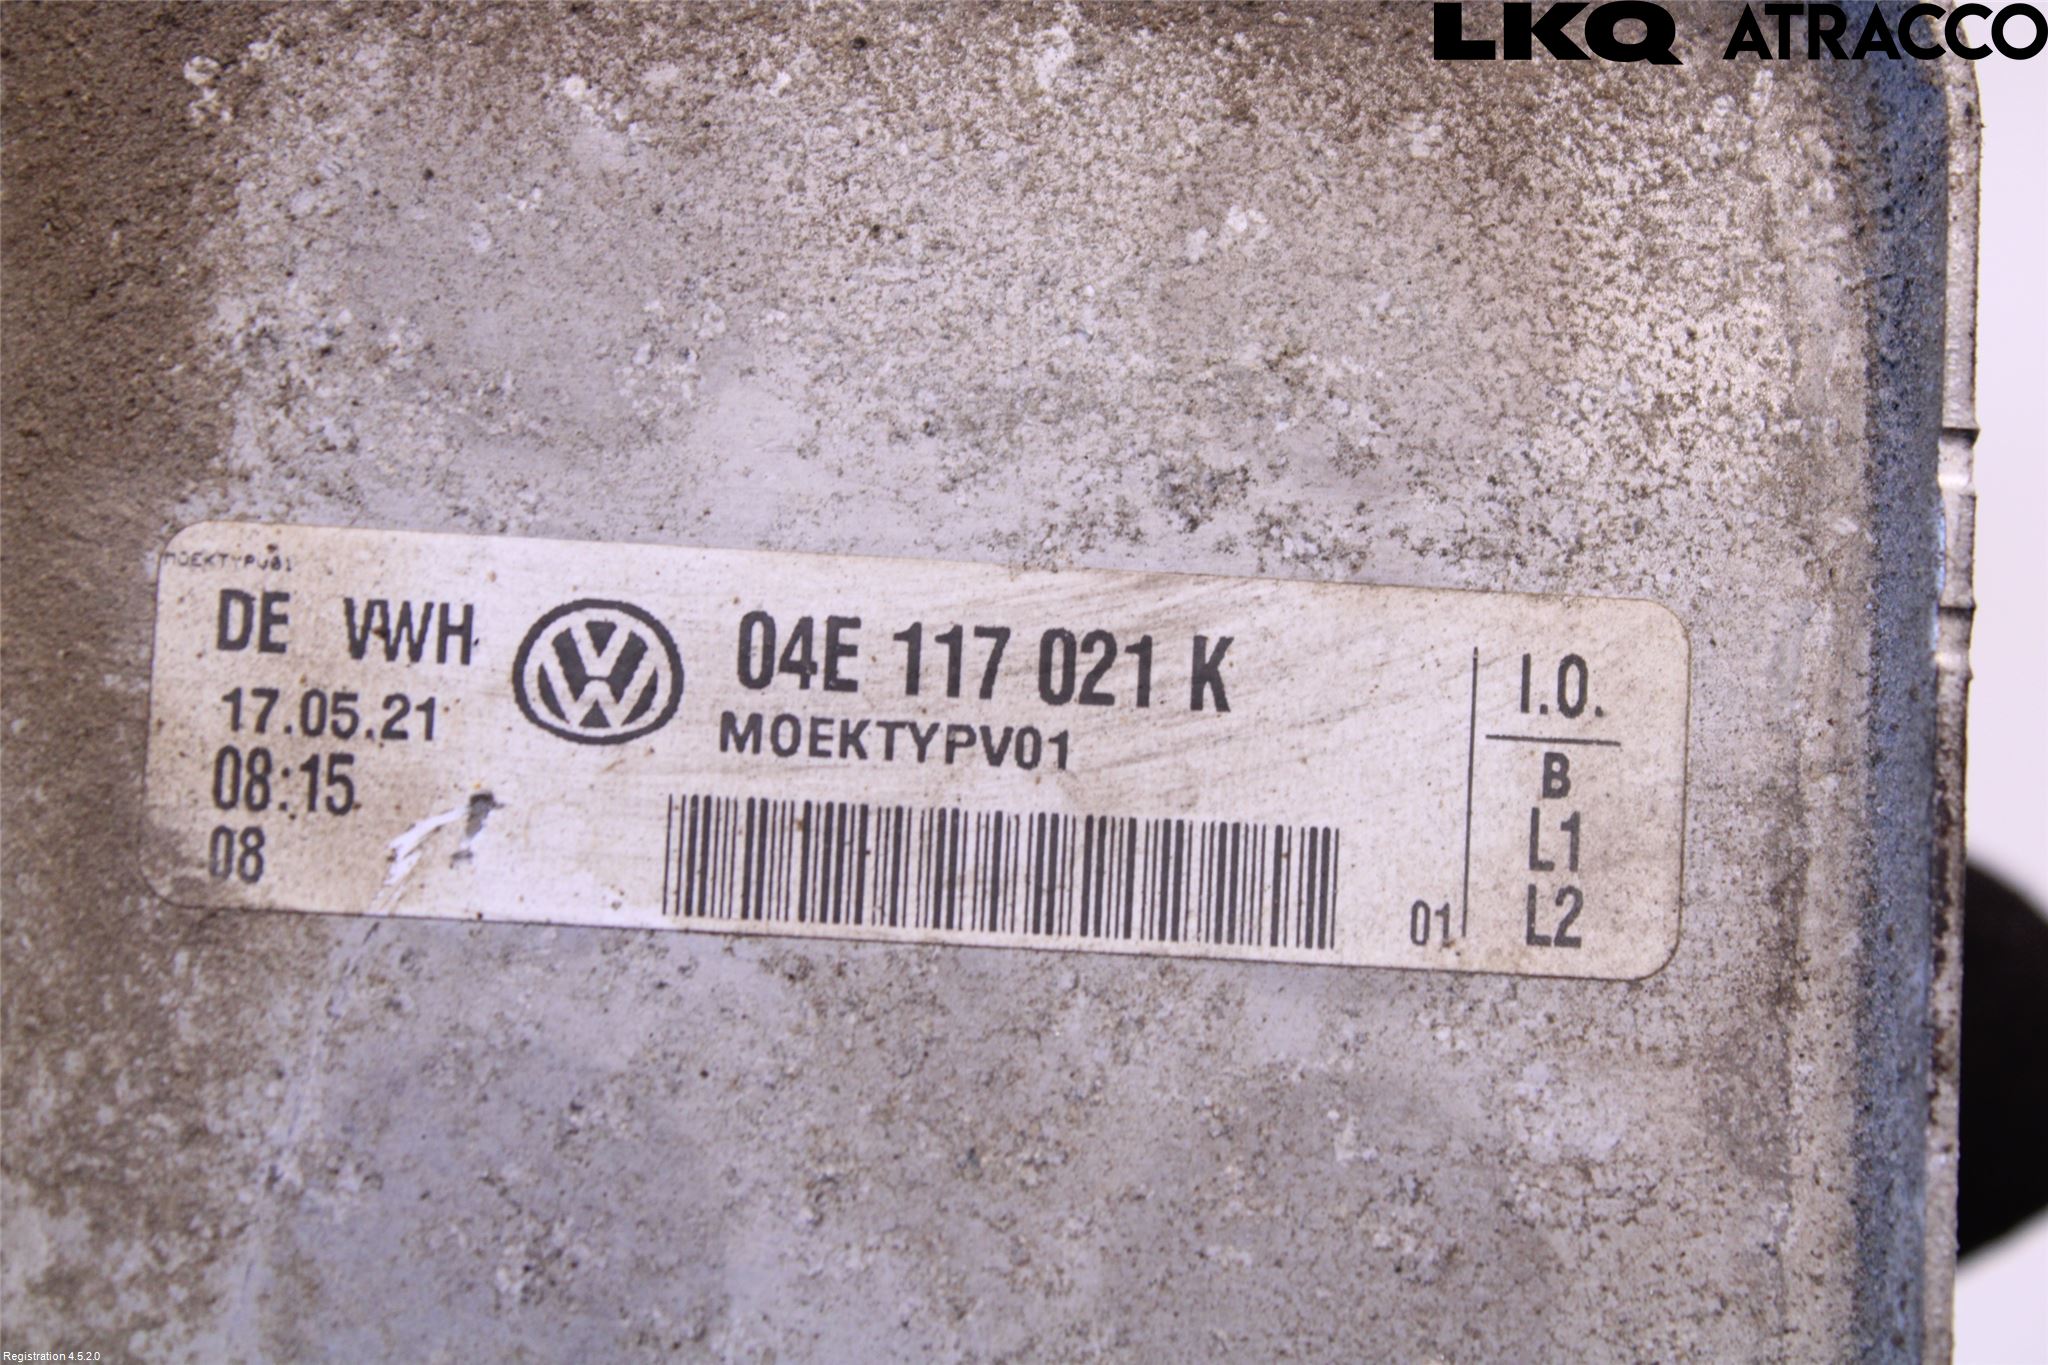 LKQ ATRACCO
MOEKTYPV01
DE VWH
17.05.21
08:15
08
04E 117 021 K
MOEKTYPV01
01
I.O.
B
L1
L2
Registration 4.5.2.0